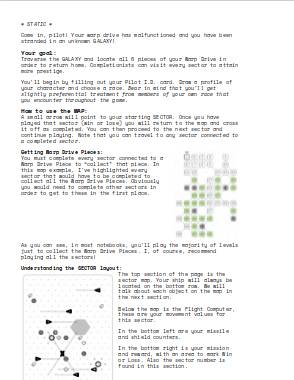 * STATIC *
Come in, pilot! Your warp drive has malfunctioned and you have been
stranded in an unknown GALAXY!
Your goal:
Traverse the GALAXY and locate all 6 pieces of your Warp Drive in
order to return home. Completionists can visit every sector to attain
more prestige.
You'll begin by filling out your Pilot I.D. card. Draw a profile of
your character and choose a race. Bear in mind that you'll get
slightly preferential treatment from members of your own race that
you encounter throughout the game.
How to use the MAP:
A small arrow will point to your starting SECTOR. Once you have
played that sector (win or lose) you will return to the map and cross
it off as completed. You can then proceed to the next sector and
continue playing. Note that you can travel to any sector connected to
a completed sector.
Getting Warp Drive Pieces:
You must complete every sector connected to a
Warp Drive Piece to "collect" that piece. In
this map example, I've highlighted every
sector that would have to be completed to
collect all the Warp Drive Pieces. Obviously
you would need to complete other sectors in
order to get to these in the first place.
As you can see, in most notebooks, you'll play the majority of levels
just to collect the Warp Drive Pieces. I, of course, recommend
playing all the sectors!
Understanding the SECTOR layout:
The top section of the page is the
sector map. Your ship will always be
located on the bottom row. We will
talk about each object on the map in
the next section.
Below the map is the Flight Computer,
these are your movement values for
this sector.
In the bottom left are your missile
and shield counters.
In the bottom right is your mission
and reward, with an area to mark Win
or Loss. Also the sector number is
found in this section.